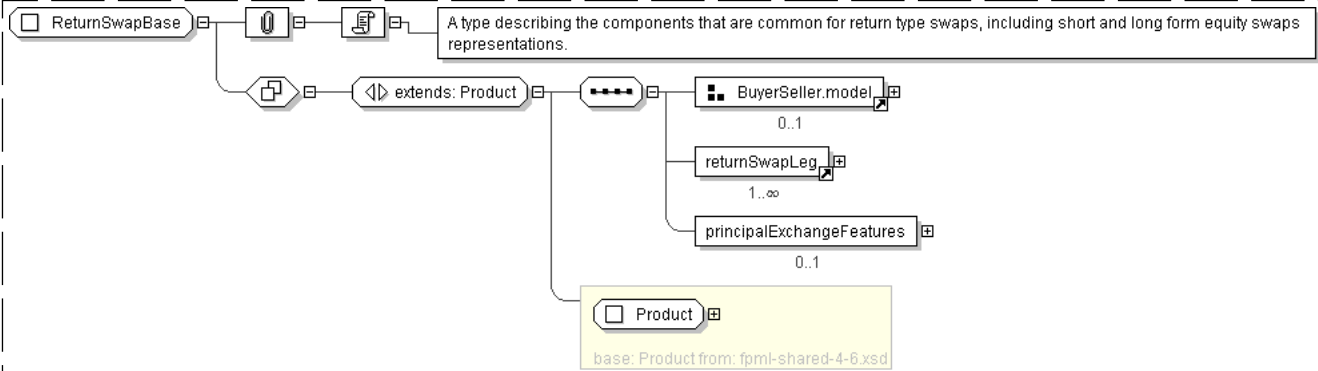 ReturnSwapBase
A type describing the components that are common for return type swaps, including short and long form equity swaps
representations.
extends: Product
BuyerSeller.model
0..1
returnSwapLeg
1..∞
principalExchangeFeatures
0..1
Product
base: Product from: fpml-shared-4-6.xsd